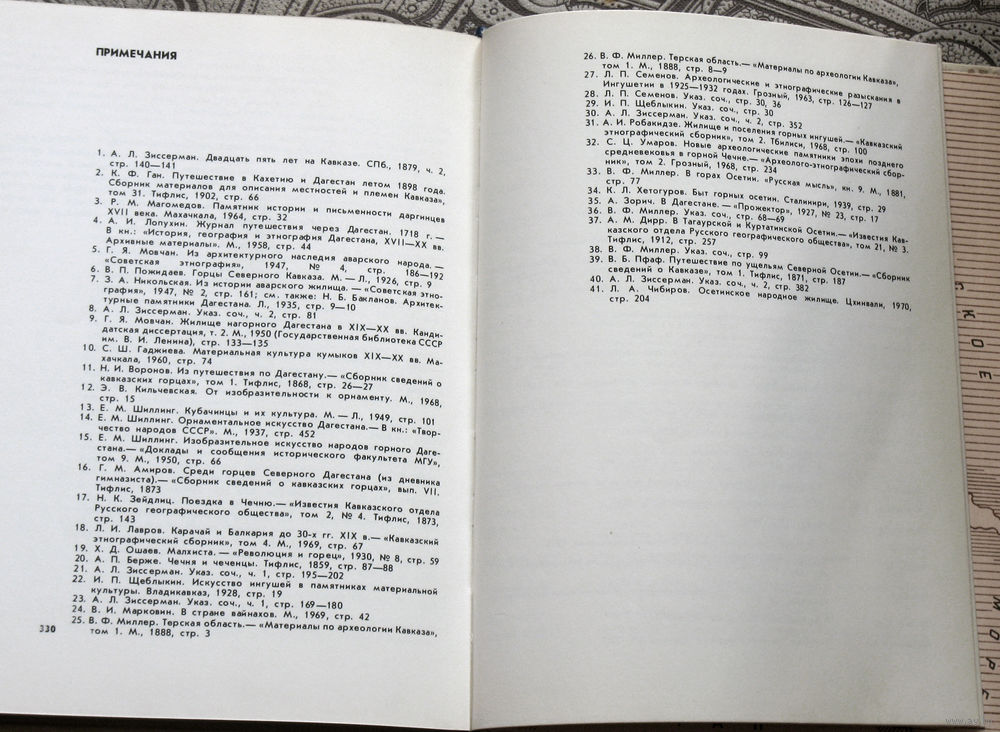 ПРИМЕЧАНИЯ
1. А. Л. Зиссерман. Двадцать пять лет на Кавказе. СПб., 1879, ч. 2,
стр. 140—141
2. К. Ф. Ган. Путешествие в Кахетию и Дагестан летом 1898 года.
Сборник материалов для описания местностей и племен Кавказа»,
том 31. Тифлис, 1902, стр. 66
3. Р. М. Магомедов. Памятник истории и письменности даргинцев
XVII века. Махачкала, 1964, стр. 32
4. А. И. Лопухин. Журнал путешествия через Дагестан. 1718 г. —
В кн.: «История, география и этнография Дагестана, XVII—XX вв.
Архивные материалы». М., 1958, стр. 44
5. Г. Я. Мовчан. Из архитектурного наследия аварского народа. —
«Советская этнография», 1947, № 4, стр. 186—192
6. В. П. Пожидаев. Горцы Северного Кавказа. М.— Л., 1926, стр. 9
7. З. А. Никольская. Из истории аварского жилища. — «Советская этно-
графия», 1947, № 2, стр. 161; см. также: Н. Б. Бакланов. Архитек-
турные памятники Дагестана. Л., 1935, стр. 9—10
8. А. Л. Зиссерман. Указ. соч., ч. 2, стр. 81
9. Г. Я. Мовчан. Жилище нагорного Дагестана в XIX—XX вв. Канди-
датская диссертация, т. 2. М., 1950 (Государственная библиотека СССР
им. В. И. Ленина), стр. 133—135
10. С. Ш. Гаджиева. Материальная культура кумыков XIX—XX вв. Ма-
хачкала, 1960, стр. 74
11. Н. И. Воронов. Из путешествия по Дагестану.— «Сборник сведений о
кавказских горцах», том 1. Тифлис, 1868, стр. 26—27
12. Э. В. Кильчевская. От изобразительности к орнаменту. М., 1968,
стр. 15
13. Е. М. Шиллинг. Кубачинцы и их культура. М. — Л., 1949, стр. 101
14. Е. М. Шиллинг. Орнаментальное искусство Дагестана.— В кн.: «Твор-
чество народов СССР». М., 1937, стр. 452
15. Е. М. Шиллинг. Изобразительное искусство народов горного Даге-
стана.— «Доклады и сообщения исторического факультета МГУ»,
том 9. М., 1950, стр. 66
16. Г. М. Амиров. Среди горцев Северного Дагестана (из дневника
гимназиста).— «Сборник сведений о кавказских горцах», вып. VII.
Тифлис, 1873
17. Н. К. Зейдлиц. Поездка в Чечню.— «Известия Кавказского отдела
Русского географического общества», том 2, № 4. Тифлис, 1873,
стр. 143
18. Л. И. Лавров. Карачай и Балкария до 30-х гг. XIX в.— «Кавказский
этнографический сборник», том 4. М., 1969, стр. 67
19. Х. Д. Ошаев. Малхиста. — «Революция и горец», 1930, № 8, стр. 59
20. А. П. Берже. Чечня и чеченцы. Тифлис, 1859, стр. 87—88
21. А. Л. Зиссерман. Указ. соч., ч. 1, стр. 195—202
22. И. П. Щеблыкин. Искусство ингушей в памятниках материальной
культуры. Владикавказ, 1928, стр. 19
23. А. Л. Зиссерман. Указ. соч., ч. 1, стр. 169—180
24. В. И. Марковин. В стране вайнахов. М., 1969, стр. 42
25. В. Ф. Миллер. Терская область.— «Материалы по археологии Кавказа»,
том 1. М., 1888, стр. 3
330
26. В. Ф. Миллер. Терская область.— «Материалы по археологии Кавказа»,
том 1. М., 1888, стр. 8—9
27. Л. П. Семенов. Археологические и этнографические разыскания в
Ингушетии в 1925—1932 годах. Грозный, 1963, стр. 126—127
28. Л. П. Семенов. Указ. соч., стр. 30, 36
29. И. П. Щеблыкин. Указ. соч., стр. 30
30. А. Л. Зиссерман. Указ. соч., ч. 2, стр. 352
31. А. И. Робакидзе. Жилище и поселения горных ингушей.— «Кавказский
этнографический сборник», том 2. Тбилиси, 1968, стр. 100
32. С. Ц. Умаров. Новые археологические памятники эпохи позднего
средневековья в горной Чечне.— «Археолого-этнографический сбор-
ник», том 2. Грозный, 1968, стр. 234
33. В. Ф. Миллер. В горах Осетии. «Русская мысль», кн. 9. М., 1881,
стр. 77
34. К. Л. Хетогуров. Быт горных осетин. Сталинири, 1939, стр. 29
35. А. Зорич. В Дагестане. — «Прожектор», 1927, № 23, стр. 17
36. В. Ф. Миллер. Указ. соч., стр. 68—69
37. А. М. Дирр. В Тагаурской и Куртатинской Осетии.— «Известия Кав-
казского отдела Русского географического общества», том 21, № 3.
Тифлис, 1912, стр. 257
38. В. Ф. Миллер. Указ. соч., стр. 99
39. В. Б. Пфаф. Путешествие по ущельям Северной Осетии.— «Сборник
сведений о Кавказе», том 1. Тифлис, 1871, стр. 187
40. А. Л. Зиссерман. Указ. соч., ч. 2, стр. 382
41. Л. А. Чибиров. Осетинское народное жилище. Цхинвали, 1970,
стр. 204
С К О Е
М О Р Е